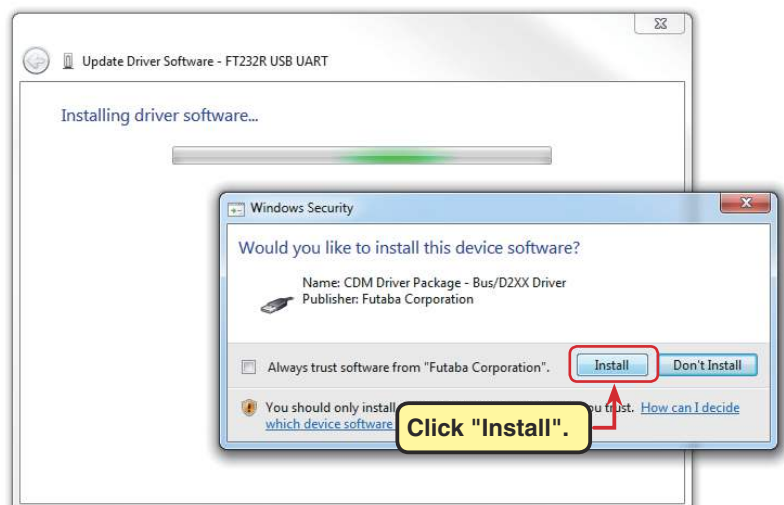 Update Driver Software - FT232R USB UART
Installing driver software...
Windows Security
Would you like to install this device software?
Name: CDM Driver Package - Bus/D2XX Driver
Publisher: Futaba Corporation
Always trust software from "Futaba Corporation".
Install
Don't Install
You should only install
trust. How can I decide
which device software
Click "Install".